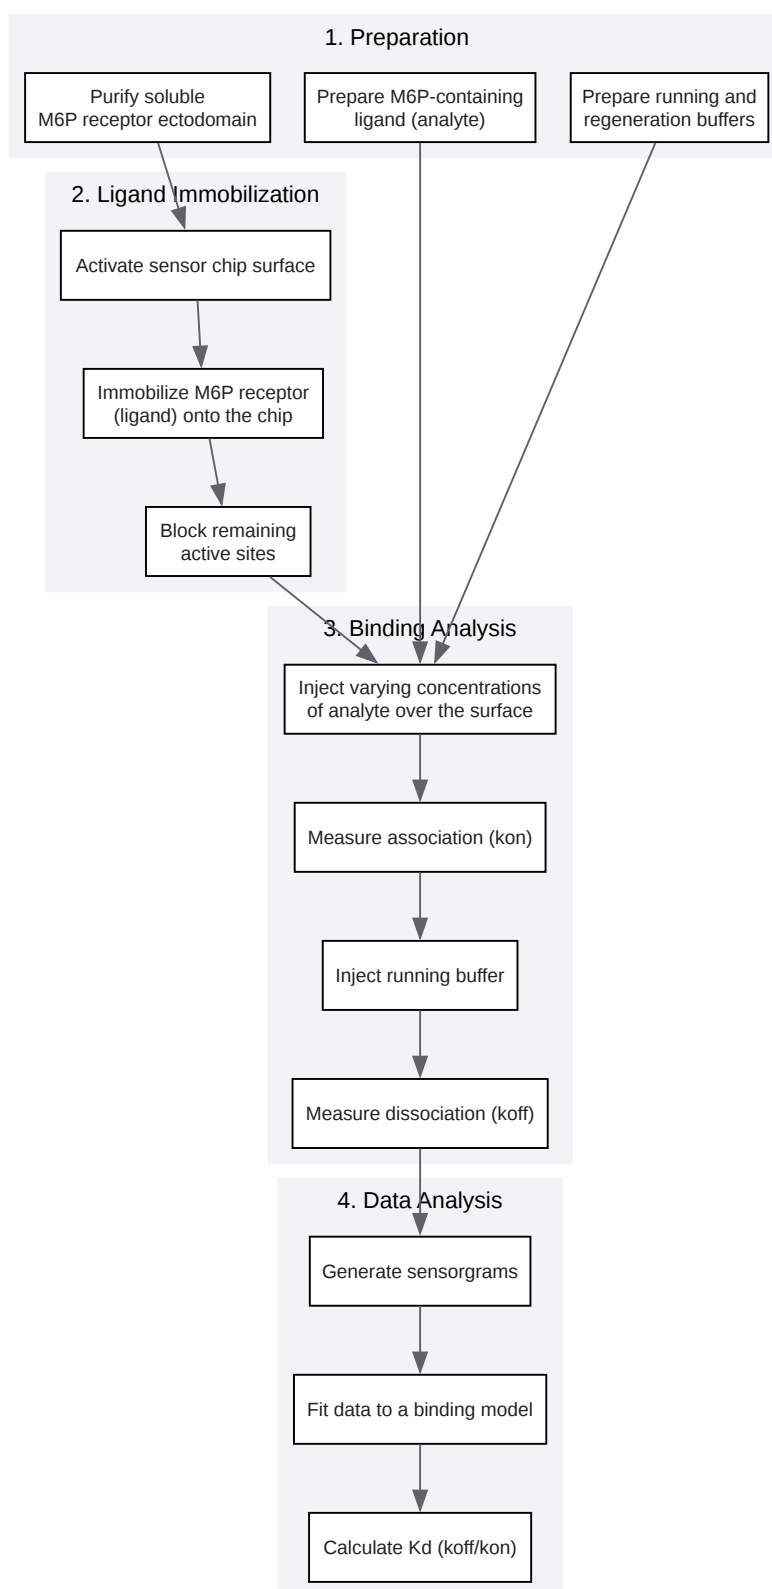 1. Preparation
Purify soluble
M6P receptor ectodomain
Prepare M6P-containing
ligand (analyte)
Prepare running and
regeneration buffers
2. Ligand Immobilization
Activate sensor chip surface
Immobilize M6P receptor
(ligand) onto the chip
Block remaining
active sites
3. Binding Analysis
Inject varying concentrations
of analyte over the surface
Measure association (kon)
Inject running buffer
Measure dissociation (koff)
4. Data Analysis
Generate sensorgrams
Fit data to a binding model
Calculate Kd (koff/kon)